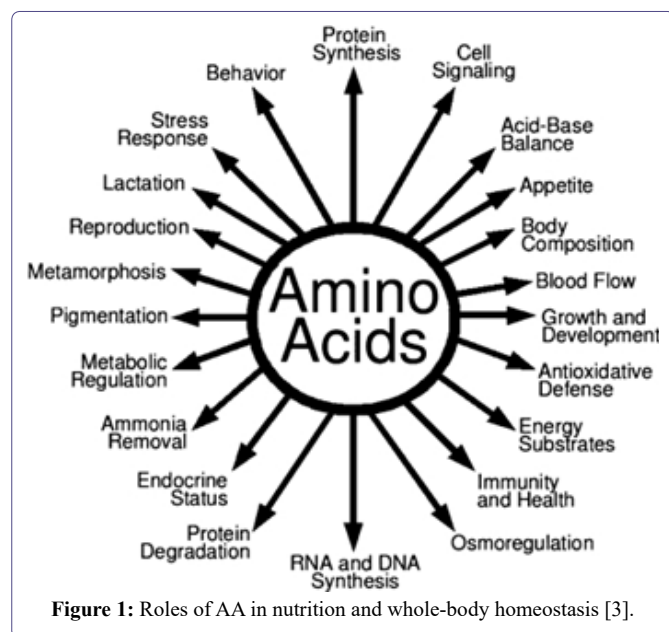 Protein
Synthesis
Cell
Signaling
Acid-Base
Balance
Appetite
Body
Composition
Blood Flow
Growth and
Development
Antioxidative
Defense
Energy
Substrates
Immunity
and Health
Osmoregulation
RNA and DNA
Synthesis
Protein
Degradation
Endocrine
Status
Ammonia
Removal
Metabolic
Regulation
Pigmentation
Metamorphosis
Reproduction
Lactation
Stress
Response
Behavior
Amino
Acids
Figure 1: Roles of AA in nutrition and whole-body homeostasis [3].